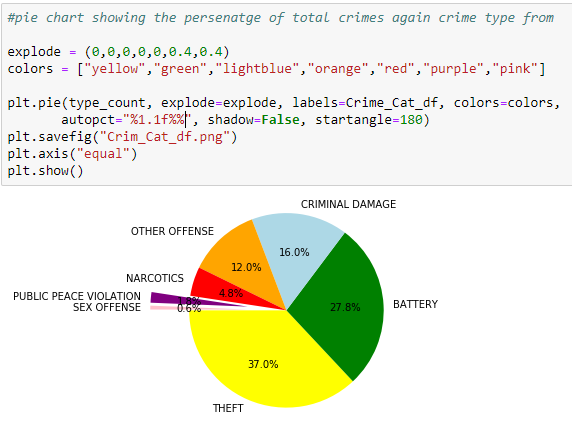 #pie chart showing the persenatge of total crimes again crime type from
explode = (0,0,0,0,0,0.4,0.4)
colors = ["yellow","green","lightblue","orange","red","purple","pink"]
plt.pie(type_count, explode=explode, labels=Crime_Cat_df, colors=colors,
autopct="%1.1f%%", shadow=False, startangle=180)
plt.savefig("Crim_Cat_df.png")
plt.axis("equal")
plt.show()
CRIMINAL DAMAGE
OTHER OFFENSE
16.0%
12.0%
NARCOTICS
4.8%
PUBLIC PEACE VIOLATION
BATTERY
27.8%
SEX OFFENSE
0.6%
37.0%
THEFT